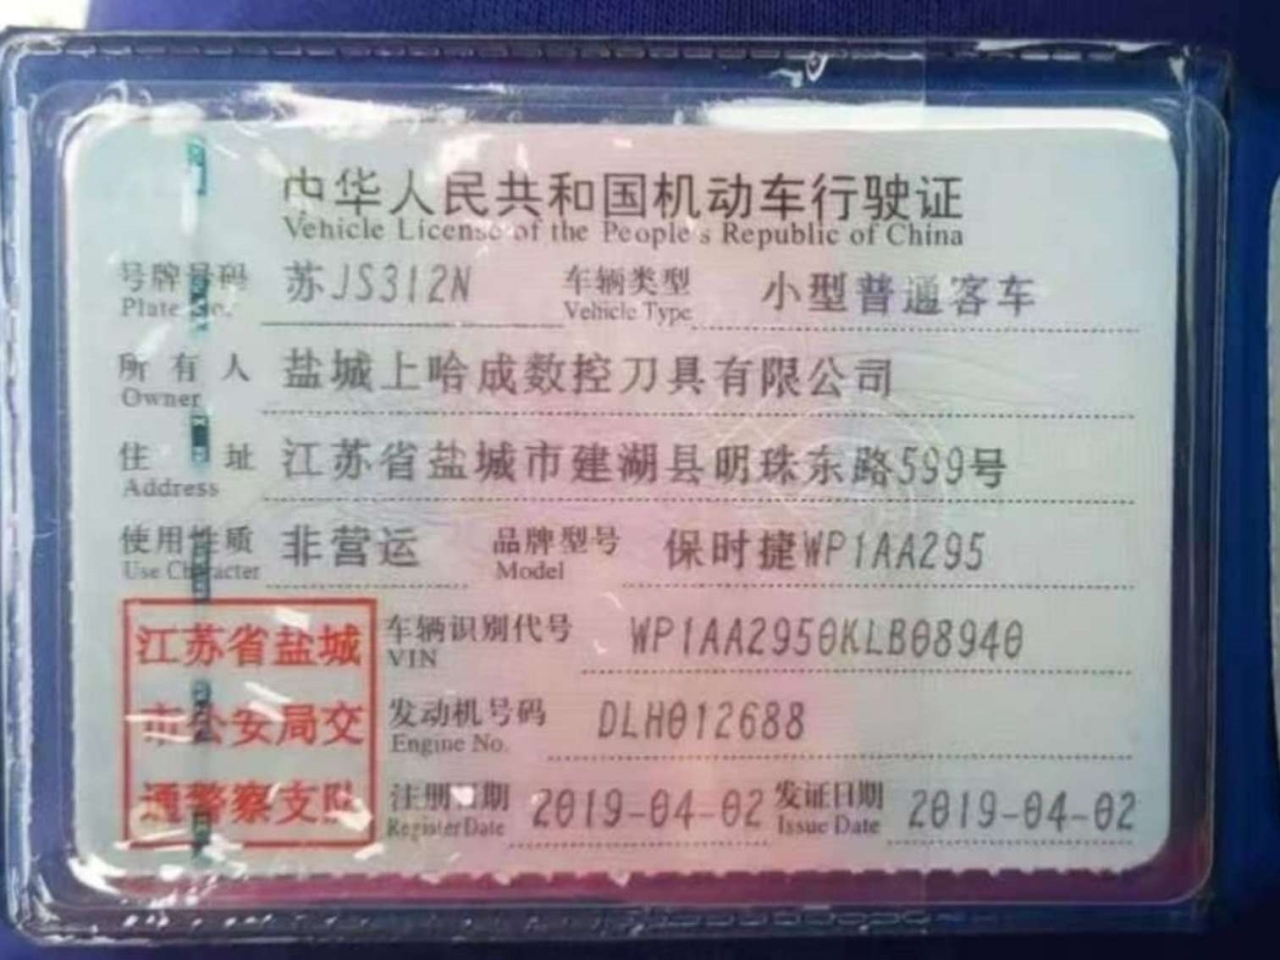 中华人民共和国机动车行驶证
Vehicle License of the People's Republic of China
号牌号码 苏JS312N 车辆类型 小型普通客车
Plate No. Vehicle Type
所有人 盐城上哈成数控刀具有限公司
Owner
住址 江苏省盐城市建湖县明珠东路599号
Address
使用性质 非营运 品牌型号 保时捷WP1AA295
Use Character Model
江苏省盐城
市公安局交
通警察支队
车辆识别代号 WP1AA2950KLB08940
VIN
发动机号码 DLH012688
Engine No.
注册日期 2019-04-02 发证日期 2019-04-02
Register Date Issue Date